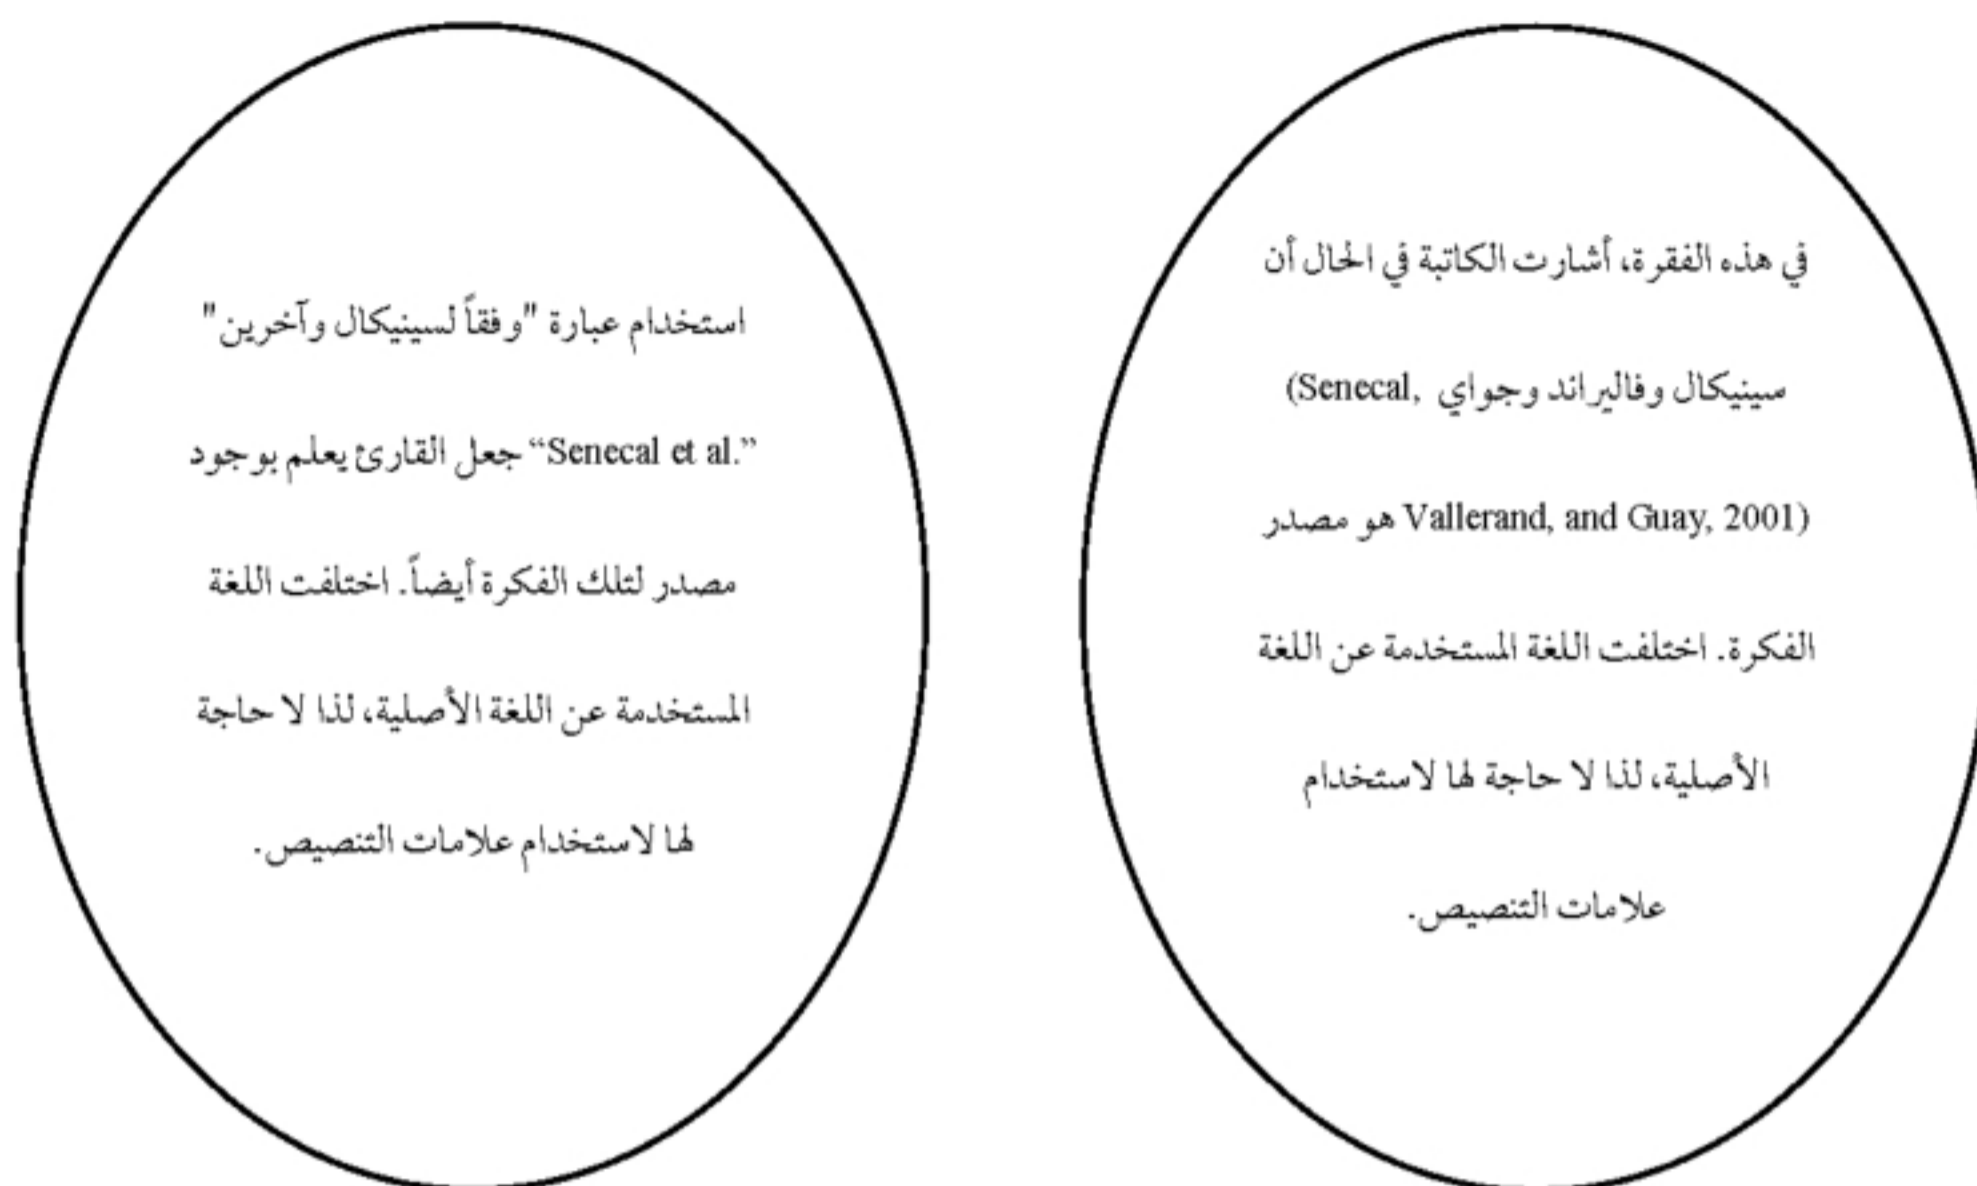 في هذه الفقرة، أشارت الكاتبة في الحال أن
سينيكال وفاليراند وجواي (Senecal,
Vallerand, and Guay, 2001) هو مصدر
الفكرة. اختلفت اللغة المستخدمة عن اللغة
الأصلية، لذا لا حاجة لها لاستخدام
علامات التنصيص.
استخدام عبارة "وفقاً لسينيكال وآخرين"
“Senecal et al.” جعل القارئ يعلم بوجود
مصدر لتلك الفكرة أيضاً. اختلفت اللغة
المستخدمة عن اللغة الأصلية، لذا لا حاجة
لها لاستخدام علامات التنصيص.